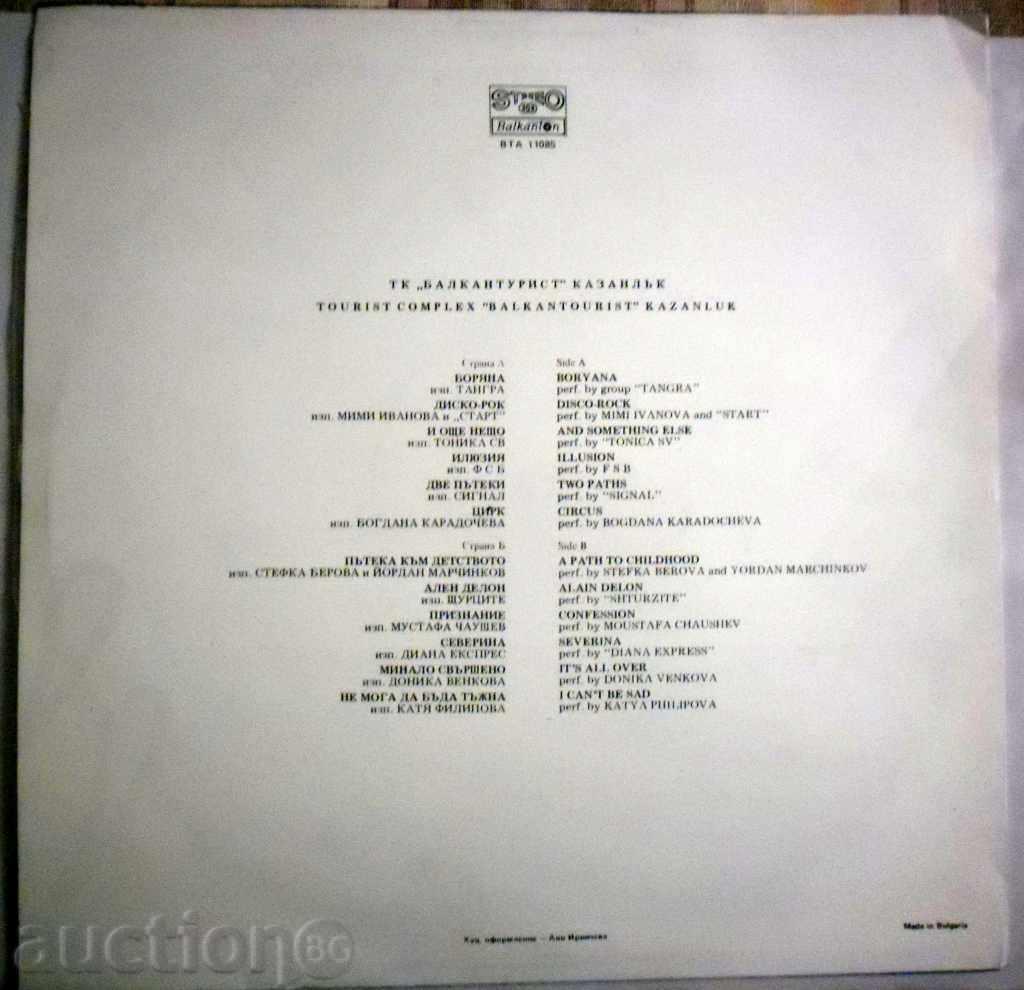 STEREO
Balkanton
ВТА 11085
ТК „БАЛКАНТУРИСТ" КАЗАНЛЪК
TOURIST COMPLEX "BALKANTOURIST" KAZANLUK
Страна А Side A
БОРЯНА BORYANA
изп. ТАНГРА perf. by group "TANGRA"
ДИСКО-РОК DISCO-ROCK
изп. МИМИ ИВАНОВА и „СТАРТ" perf. by MIMI IVANOVA and "START"
И ОЩЕ НЕЩО AND SOMETHING ELSE
изп. ТОНИКА СВ perf. by "TONICA SV"
ИЛЮЗИЯ ILLUSION
изп. Ф С Б perf. by F S B
ДВЕ ПЪТЕКИ TWO PATHS
изп. СИГНАЛ perf. by "SIGNAL"
ЦИРК CIRCUS
изп. БОГДАНА КАРАДОЧЕВА perf. by BOGDANA KARADOCHEVA
Страна Б Side B
ПЪТЕКА КЪМ ДЕТСТВОТО A PATH TO CHILDHOOD
изп. СТЕФКА БЕРОВА и ЙОРДАН МАРЧИНКОВ perf. by STEFKA BEROVA and YORDAN MARCHINKOV
АЛЕН ДЕЛОН ALAIN DELON
изп. ЩУРЦИТЕ perf. by "SHTURZITE"
ПРИЗНАНИЕ CONFESSION
изп. МУСТАФА ЧАУШЕВ perf. by MOUSTAFA CHAUSHEV
СЕВЕРИНА SEVERINA
изп. ДИАНА ЕКСПРЕС perf. by "DIANA EXPRESS"
МИНАЛО СВЪРШЕНО IT'S ALL OVER
изп. ДОНИКА ВЕНКОВА perf. by DONIKA VENKOVA
НЕ МОГА ДА БЪДА ТЪЖНА I CAN'T BE SAD
изп. КАТЯ ФИЛИПОВА perf. by KATYA PHILIPOVA
Made in Bulgaria
Худ. оформление — Ани
auction BG